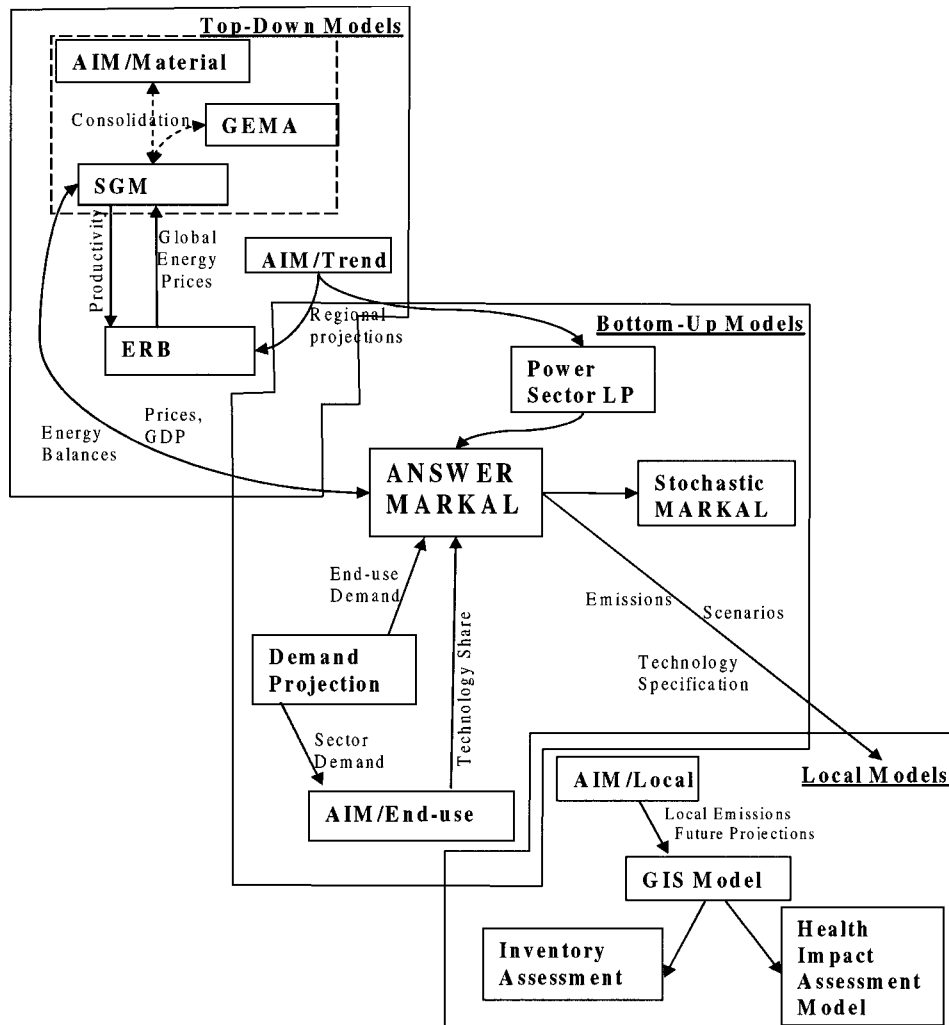 Top-Down Models
AIM/Material
Consolidation
GEMA
SGM
Productivity
Global
Energy
Prices
AIM/Trend
Regional
projections
ERB
Bottom-Up Models
Power
Sector LP
Prices,
GDP
Energy
Balances
ANSWER
MARKAL
Stochastic
MARKAL
End-use
Demand
Technology Share
Emissions
Scenarios
Technology
Specification
Demand
Projection
Sector
Demand
AIM/End-use
Local Models
AIM/Local
Local Emissions
Future Projections
GIS Model
Inventory
Assessment
Health
Impact
Assessment
Model